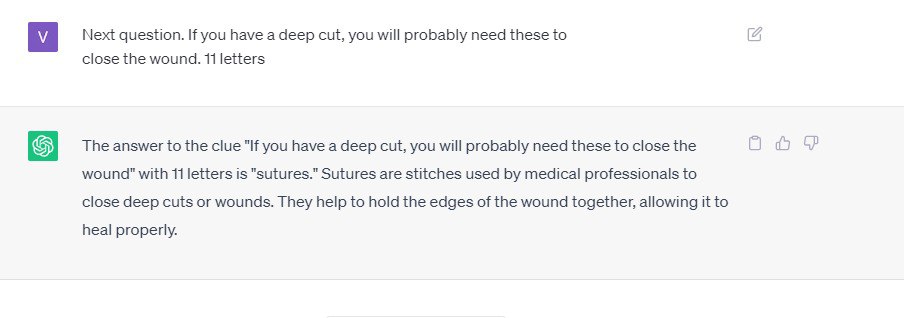 V
Next question. If you have a deep cut, you will probably need these to
close the wound. 11 letters
The answer to the clue "If you have a deep cut, you will probably need these to close the
wound" with 11 letters is "sutures." Sutures are stitches used by medical professionals to
close deep cuts or wounds. They help to hold the edges of the wound together, allowing it to
heal properly.